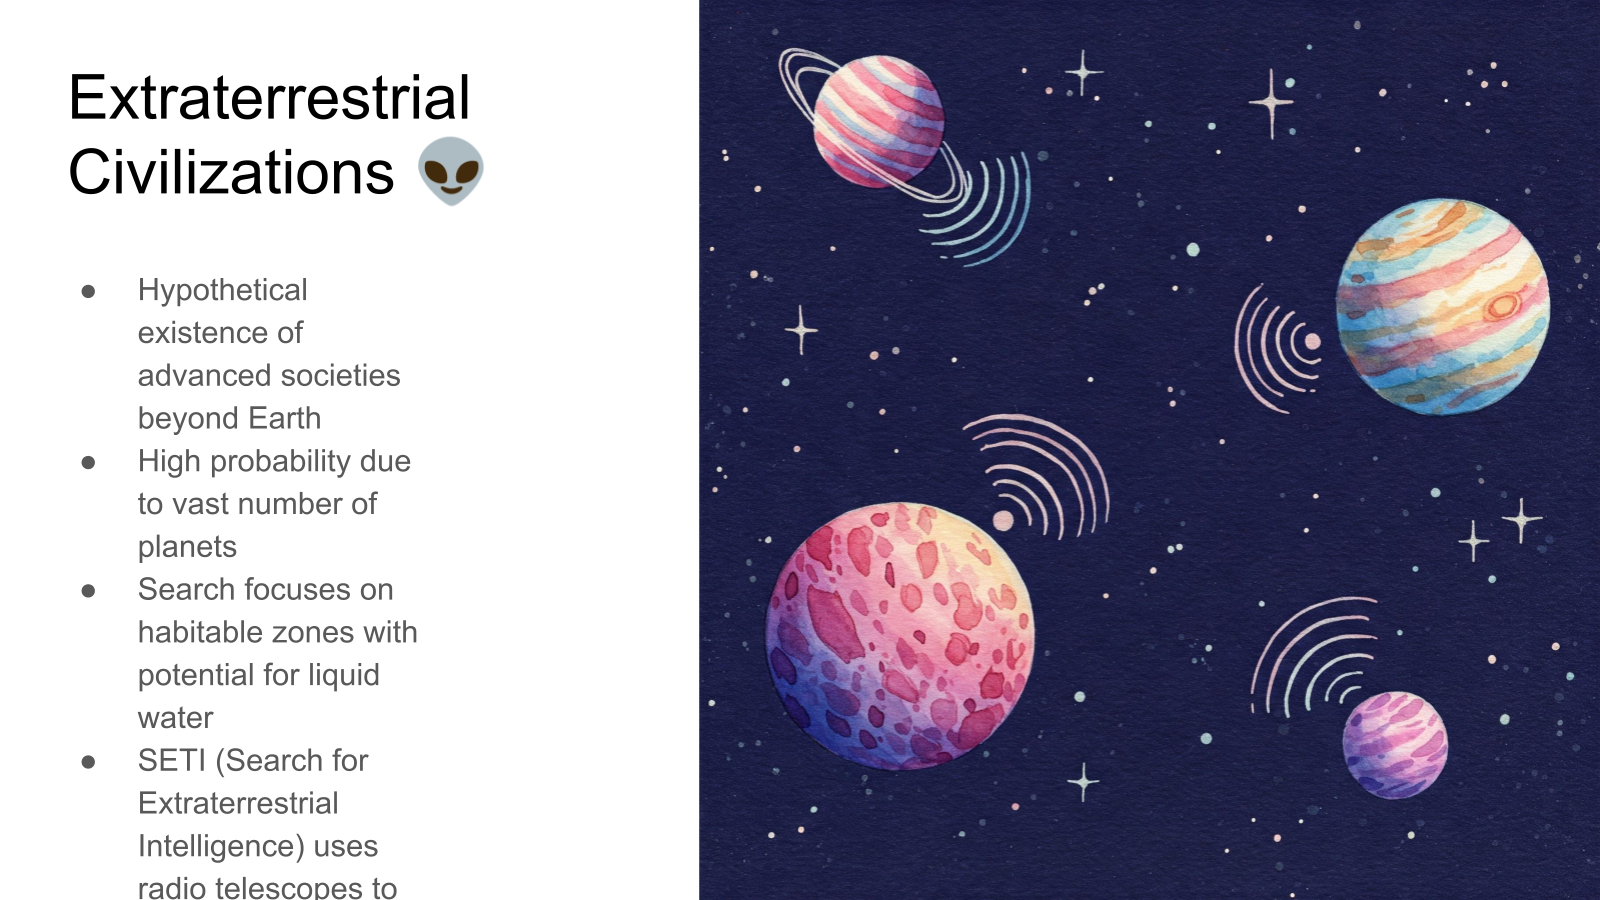 Extraterrestrial
Civilizations 👽
● Hypothetical
existence of
advanced societies
beyond Earth
● High probability due
to vast number of
planets
● Search focuses on
habitable zones with
potential for liquid
water
● SETI (Search for
Extraterrestrial
Intelligence) uses
radio telescopes to